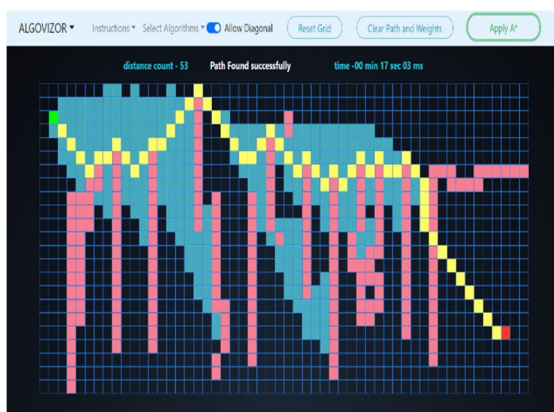 ALGOVIZOR Instructions Select Algorithms Allow Diagonal Reset Grid Clear Path and Weights Apply A*
distance count - 53 Path Found successfully time -00 min 17 sec 03 ms